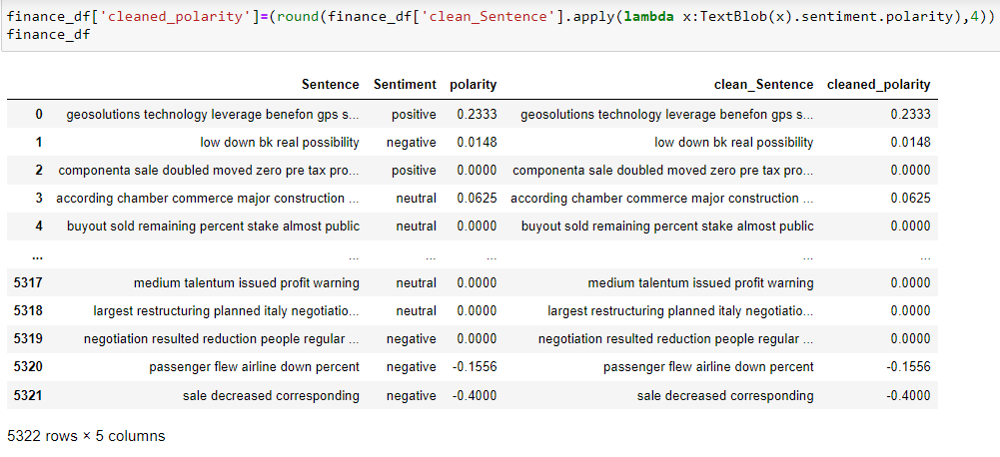 finance_df['cleaned_polarity']=(round(finance_df['clean_Sentence'].apply(lambda x:TextBlob(x).sentiment.polarity),4))
finance_df
Sentence Sentiment polarity clean_Sentence cleaned_polarity
0 geosolutions technology leverage benefon gps s... positive 0.2333 geosolutions technology leverage benefon gps s... 0.2333
1 low down bk real possibility negative 0.0148 low down bk real possibility 0.0148
2 componenta sale doubled moved zero pre tax pro... positive 0.0000 componenta sale doubled moved zero pre tax pro... 0.0000
3 according chamber commerce major construction ... neutral 0.0625 according chamber commerce major construction ... 0.0625
4 buyout sold remaining percent stake almost public neutral 0.0000 buyout sold remaining percent stake almost public 0.0000
... ... ... ... ... ...
5317 medium talentum issued profit warning neutral 0.0000 medium talentum issued profit warning 0.0000
5318 largest restructuring planned italy negotiatio... neutral 0.0000 largest restructuring planned italy negotiatio... 0.0000
5319 negotiation resulted reduction people regular ... negative 0.0000 negotiation resulted reduction people regular ... 0.0000
5320 passenger flew airline down percent negative -0.1556 passenger flew airline down percent -0.1556
5321 sale decreased corresponding negative -0.4000 sale decreased corresponding -0.4000
5322 rows × 5 columns